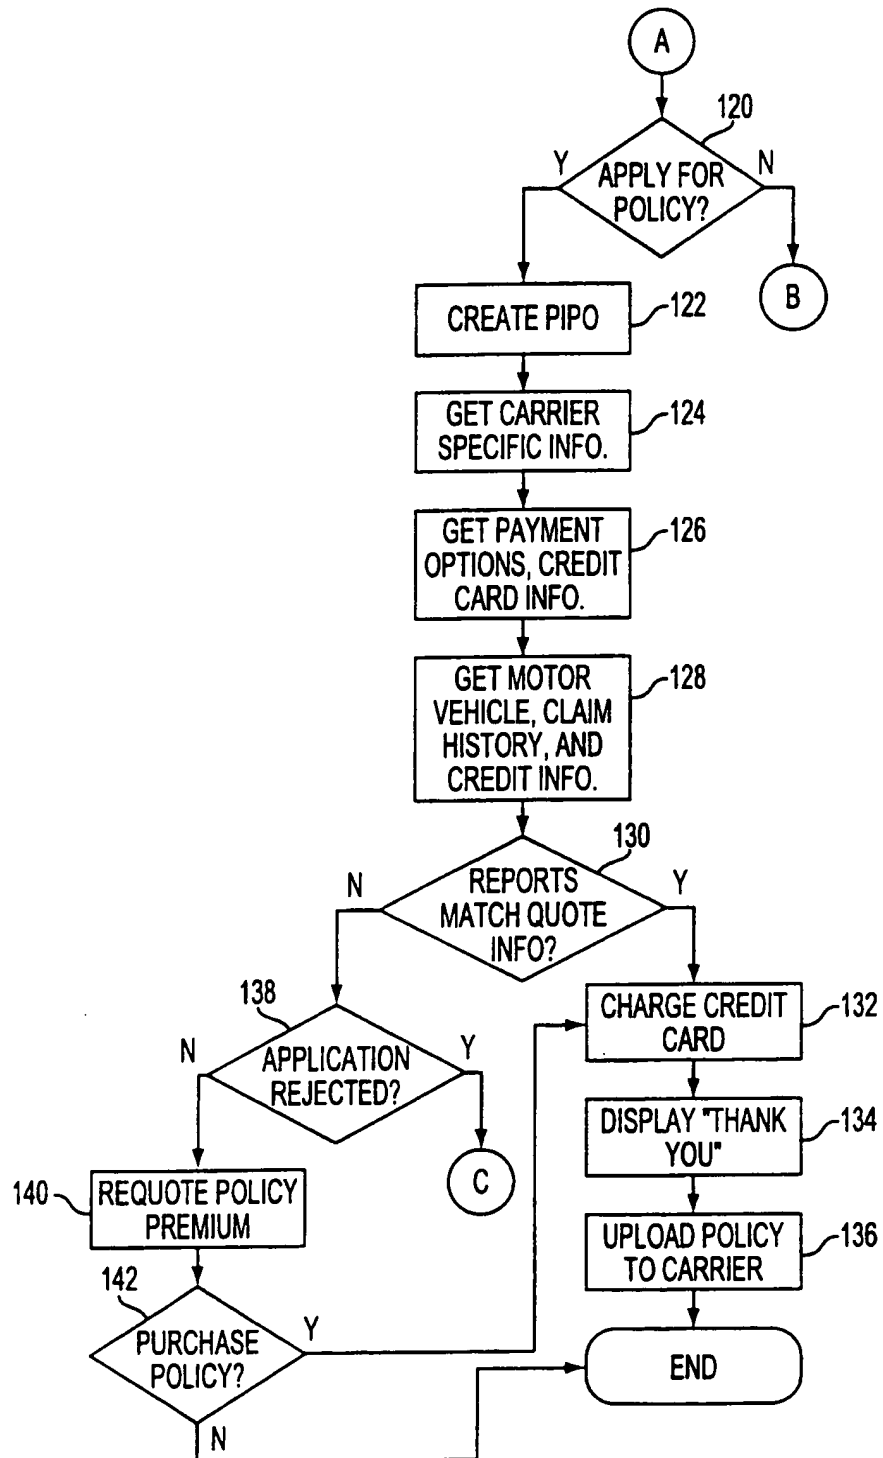 A
120
Y
N
APPLY FOR
POLICY?
B
CREATE PIPO
122
GET CARRIER
SPECIFIC INFO.
124
GET PAYMENT
OPTIONS, CREDIT
CARD INFO.
126
GET MOTOR
VEHICLE, CLAIM
HISTORY, AND
CREDIT INFO.
128
130
N
Y
REPORTS
MATCH QUOTE
INFO?
138
N
Y
APPLICATION
REJECTED?
CHARGE CREDIT
CARD
132
DISPLAY "THANK
YOU"
134
C
140
REQUOTE POLICY
PREMIUM
UPLOAD POLICY
TO CARRIER
136
142
Y
PURCHASE
POLICY?
END
N